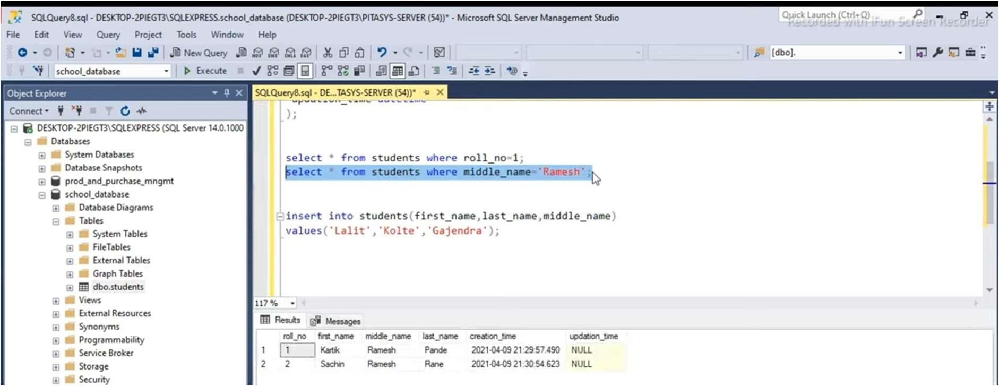 SQLQuery8.sql - DESKTOP-2PIEGT3\SQLEXPRESS.school_database (DESKTOP-2PIEGT3\PITASYS-SERVER (54))* - Microsoft SQL Server Management Studio
Quick Launch (Ctrl+Q)
Recorded with iFun Screen Recorder
File Edit View Query Project Tools Window Help
New Query MDX DMX XMLA DAX [dbo].
school_database Execute
Object Explorer
SQLQuery8.sql - DE...TASYS-SERVER (54))*
Connect
DESKTOP-2PIEGT3\SQLEXPRESS (SQL Server 14.0.1000
Databases
System Databases
Database Snapshots
prod_and_purchase_mngmt
school_database
Database Diagrams
Tables
System Tables
FileTables
External Tables
Graph Tables
dbo.students
Views
External Resources
Synonyms
Programmability
Service Broker
Storage
Security
updation_time datetime
);
select * from students where roll_no=1;
select * from students where middle_name='Ramesh';
insert into students(first_name,last_name,middle_name)
values('Lalit','Kolte','Gajendra');
117 %
Results Messages
roll_no first_name middle_name last_name creation_time updation_time
1 1 Kartik Ramesh Pande 2021-04-09 21:29:57.490 NULL
2 2 Sachin Ramesh Rane 2021-04-09 21:30:54.623 NULL